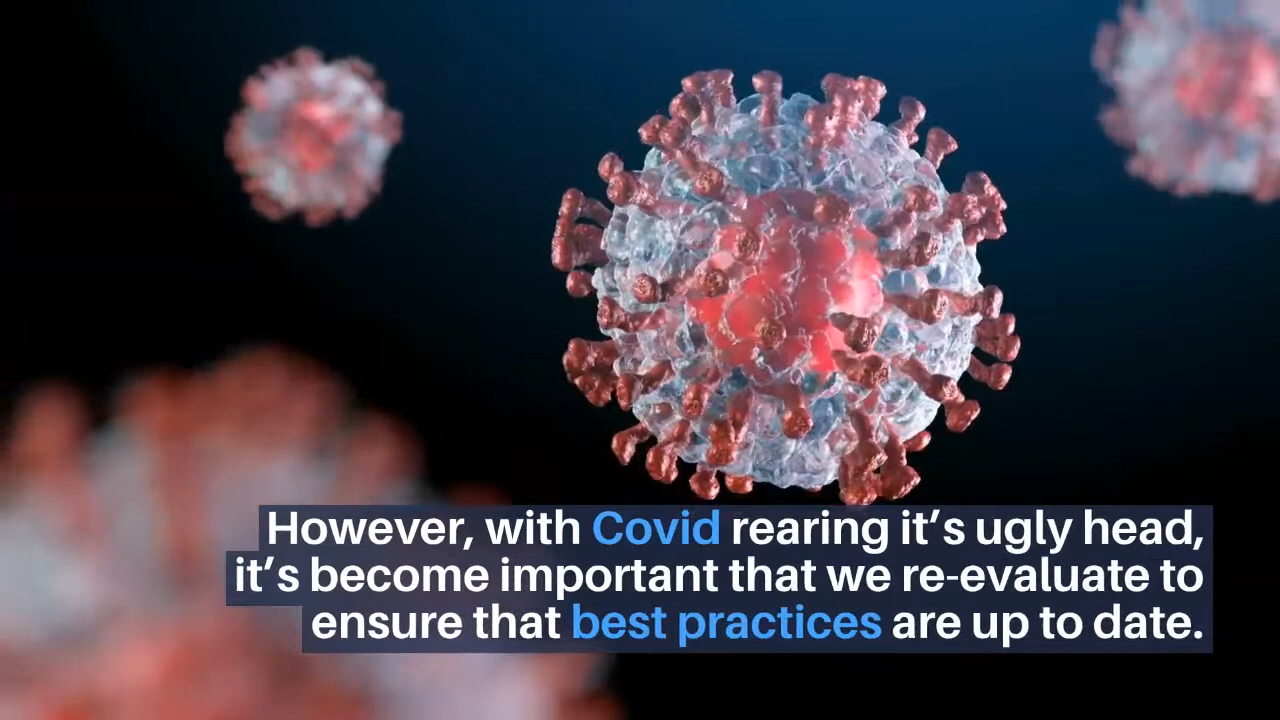 However, with Covid rearing it’s ugly head,
it’s become important that we re-evaluate to
ensure that best practices are up to date.